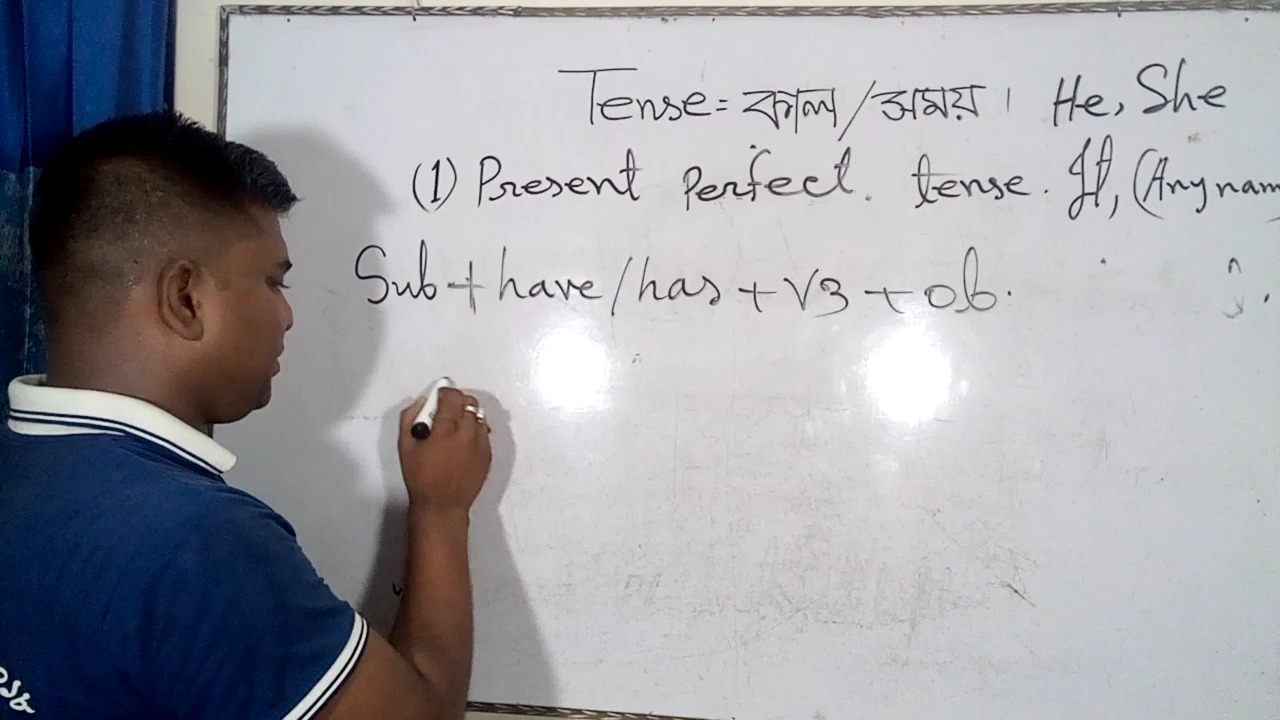 Tense = কাল/সময়। He, She
(1) Present Perfect. tense. It, (Any nam
Sub + have/has + V3 + ob.